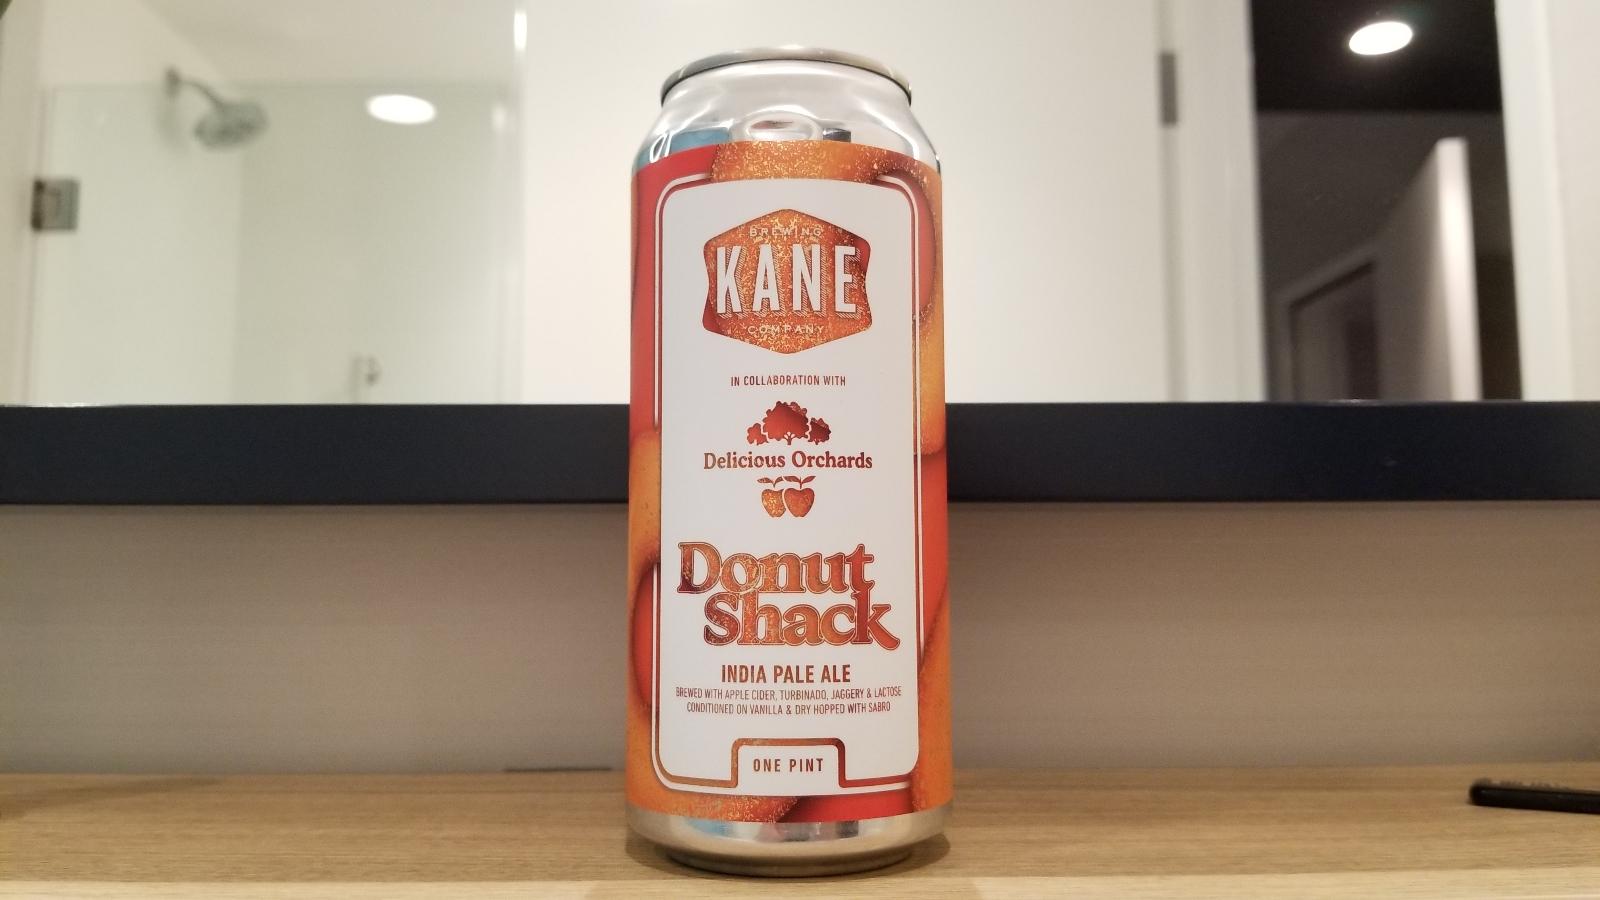 BREWING
KANE
COMPANY
IN COLLABORATION WITH
Delicious Orchards
Donut
Shack
INDIA PALE ALE
BREWED WITH APPLE CIDER, TURBINADO, JAGGERY & LACTOSE
CONDITIONED ON VANILLA & DRY HOPPED WITH SABRO
ONE PINT